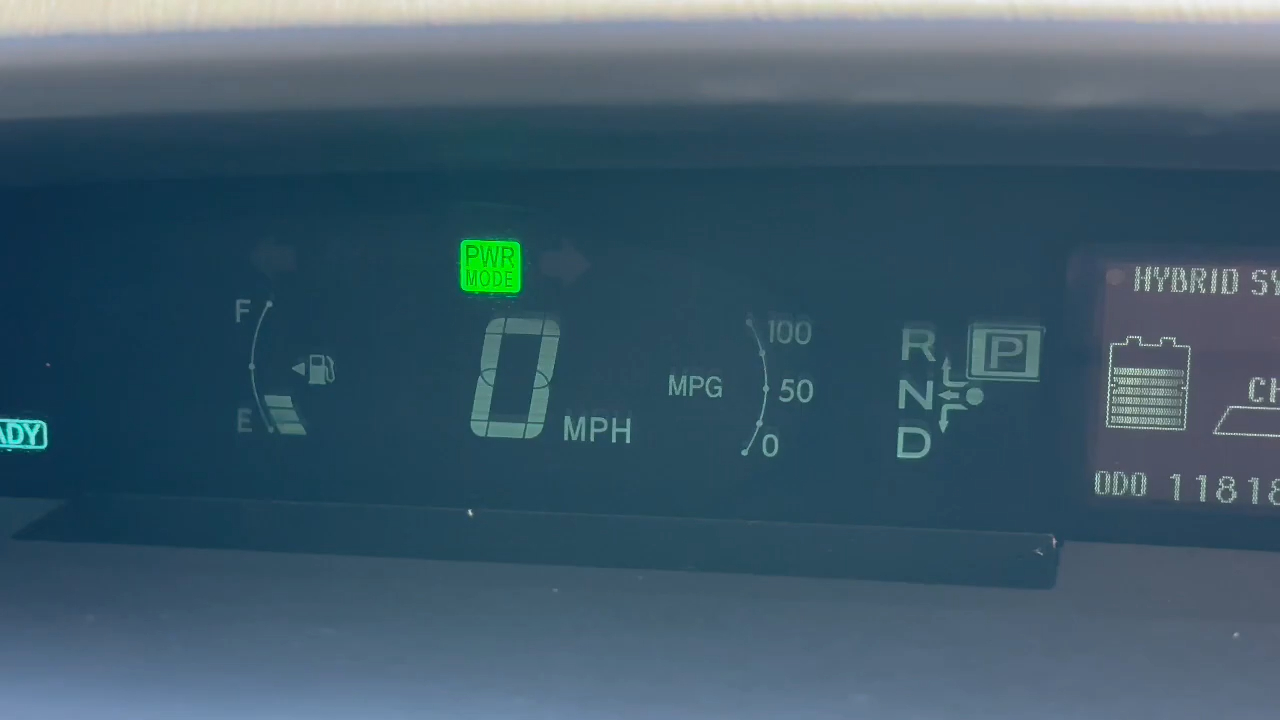 PWR
MODE
F
E
0
MPH
MPG
100
50
0
R
N
D
P
ADY
HYBRID SY
CH
ODO 11818